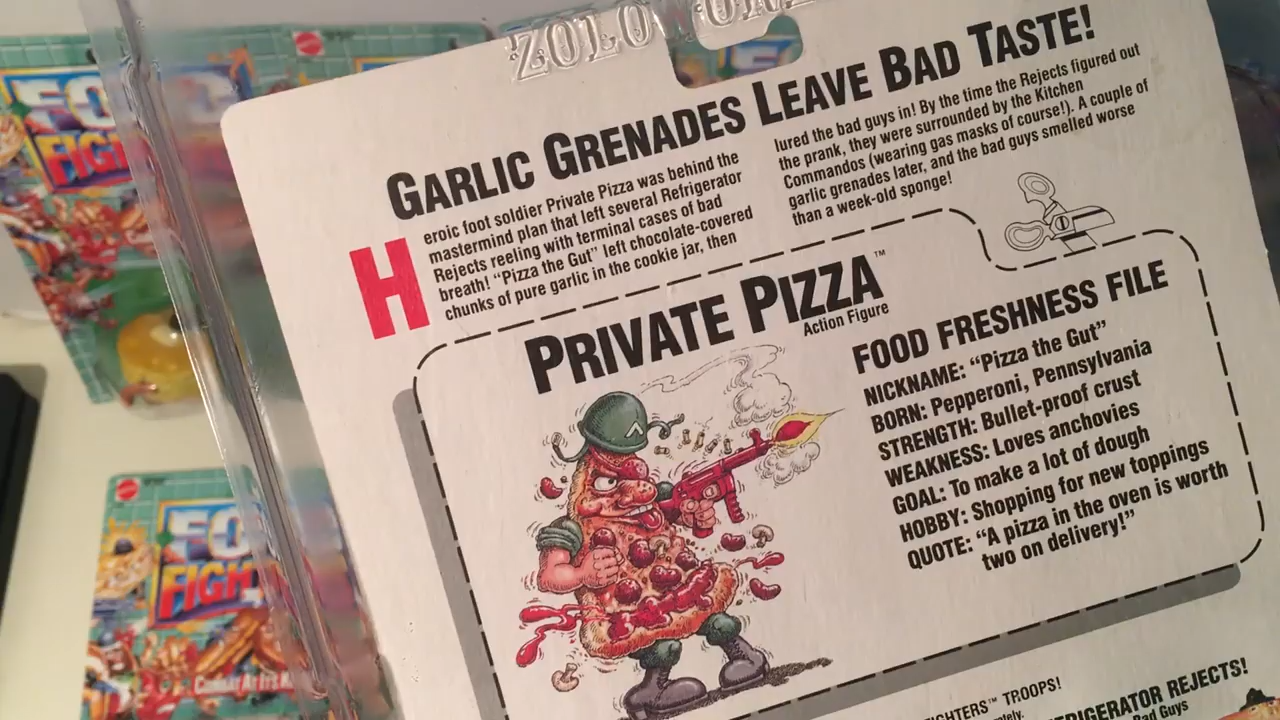 ZOLOWORL
GARLIC GRENADES LEAVE BAD TASTE!
Heroic foot soldier Private Pizza was behind the
mastermind plan that left several Refrigerator
Rejects reeling with terminal cases of bad
breath! “Pizza the Gut” left chocolate-covered
chunks of pure garlic in the cookie jar, then
lured the bad guys in! By the time the Rejects figured out
the prank, they were surrounded by the Kitchen
Commandos (wearing gas masks of course!). A couple of
garlic grenades later, and the bad guys smelled worse
than a week-old sponge!
PRIVATE PIZZA™
Action Figure
FOOD FRESHNESS FILE
NICKNAME: “Pizza the Gut”
BORN: Pepperoni, Pennsylvania
STRENGTH: Bullet-proof crust
WEAKNESS: Loves anchovies
GOAL: To make a lot of dough
HOBBY: Shopping for new toppings
QUOTE: “A pizza in the oven is worth
two on delivery!”
FIGHTERS™ TROOPS!
REFRIGERATOR REJECTS!
Bad Guys
FO
FIGH
FO
FIGH